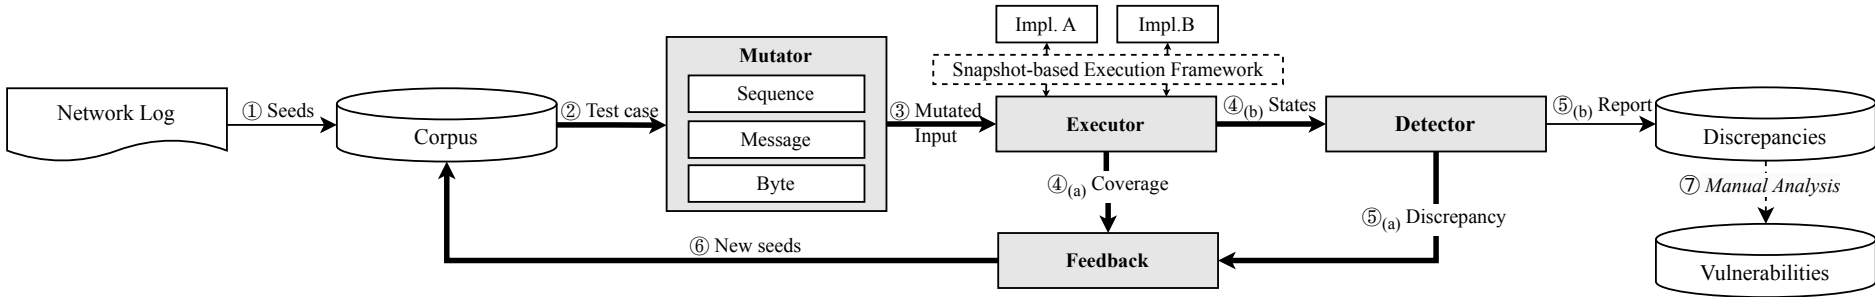 Network Log
① Seeds
Corpus
② Test case
Mutator
Sequence
Message
Byte
③ Mutated
Input
Impl. A
Impl.B
Snapshot-based Execution Framework
Executor
④(a) Coverage
④(b) States
Detector
⑤(a) Discrepancy
⑤(b) Report
Discrepancies
⑦ Manual Analysis
Vulnerabilities
Feedback
⑥ New seeds